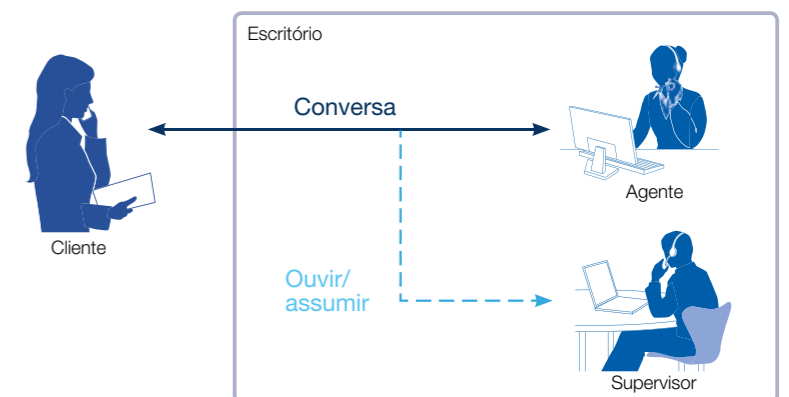 Escritório
Conversa
Agente
Cliente
Ouvir/
assumir
Supervisor